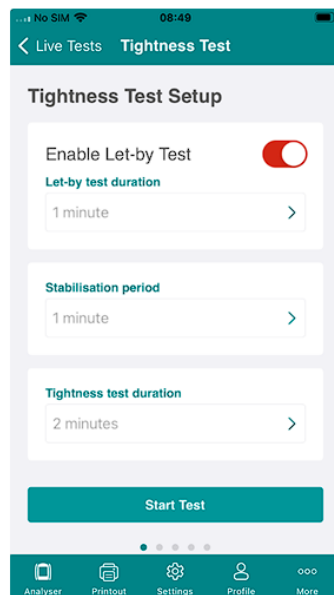 No SIM 08:49
Live Tests Tightness Test
Tightness Test Setup
Enable Let-by Test
Let-by test duration
1 minute
Stabilisation period
1 minute
Tightness test duration
2 minutes
Start Test
Analyser Printout Settings Profile More